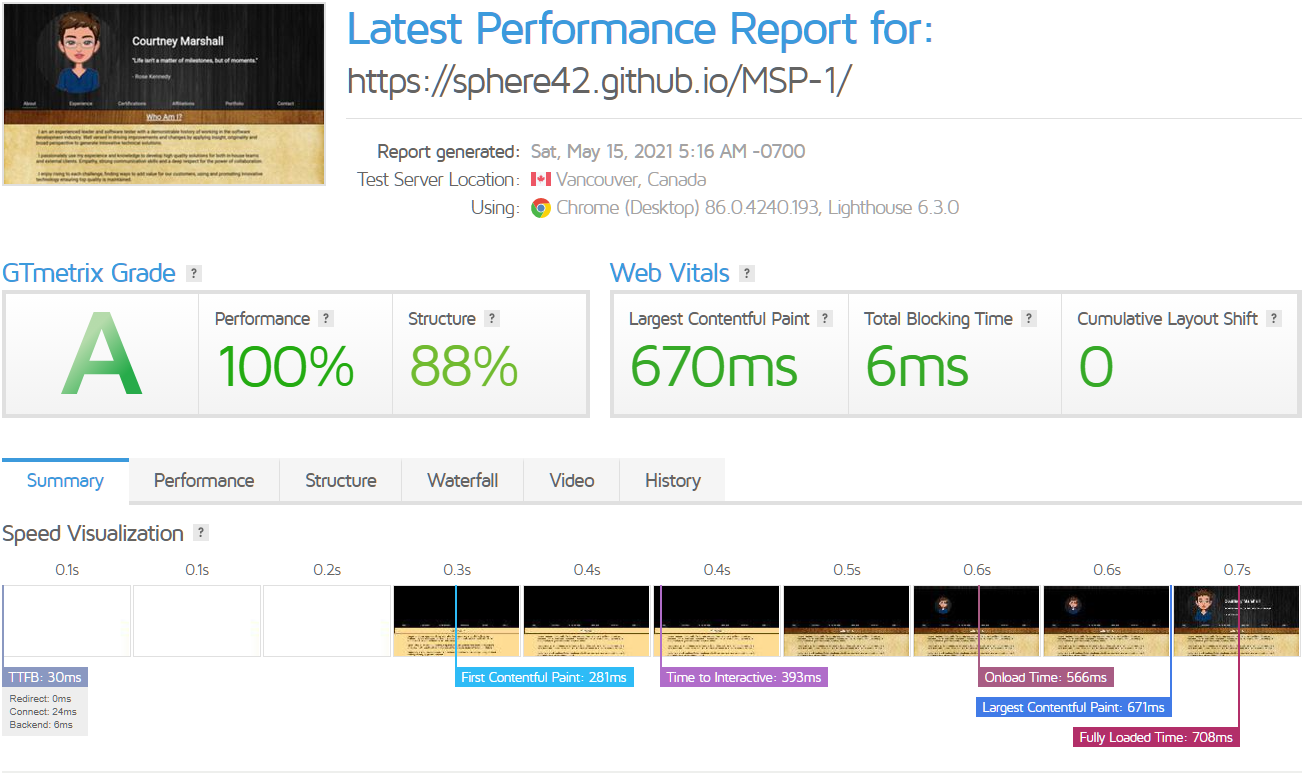 Courtney Marshall
"Life isn't a matter of milestones, but of moments."
- Rose Kennedy
About Experience Certifications Affiliations Portfolio Contact
Who Am I?
I am an experienced leader and software tester with a demonstrable history of working in the software
development industry. Well versed in driving improvements and changes by applying insight, originality and
broad perspective to generate innovative technical solutions.
I passionately use my experience and knowledge to develop high quality solutions for both in-house teams
and external clients. Empathy, strong communication skills and a deep respect for the power of collaboration.
I enjoy rising to each challenge, finding ways to add value for our customers, using and promoting innovative
technology ensuring top quality is maintained.
Latest Performance Report for:
https://sphere42.github.io/MSP-1/
Report generated: Sat, May 15, 2021 5:16 AM -0700
Test Server Location: Vancouver, Canada
Using: Chrome (Desktop) 86.0.4240.193, Lighthouse 6.3.0
GTmetrix Grade ?
A
Performance ?
100%
Structure ?
88%
Web Vitals ?
Largest Contentful Paint ?
670ms
Total Blocking Time ?
6ms
Cumulative Layout Shift ?
0
Summary Performance Structure Waterfall Video History
Speed Visualization ?
0.1s 0.1s 0.2s 0.3s 0.4s 0.4s 0.5s 0.6s 0.6s 0.7s
Courtney Marshall
TTFB: 30ms
Redirect: 0ms
Connect: 24ms
Backend: 6ms
First Contentful Paint: 281ms
Time to Interactive: 393ms
Onload Time: 566ms
Largest Contentful Paint: 671ms
Fully Loaded Time: 708ms